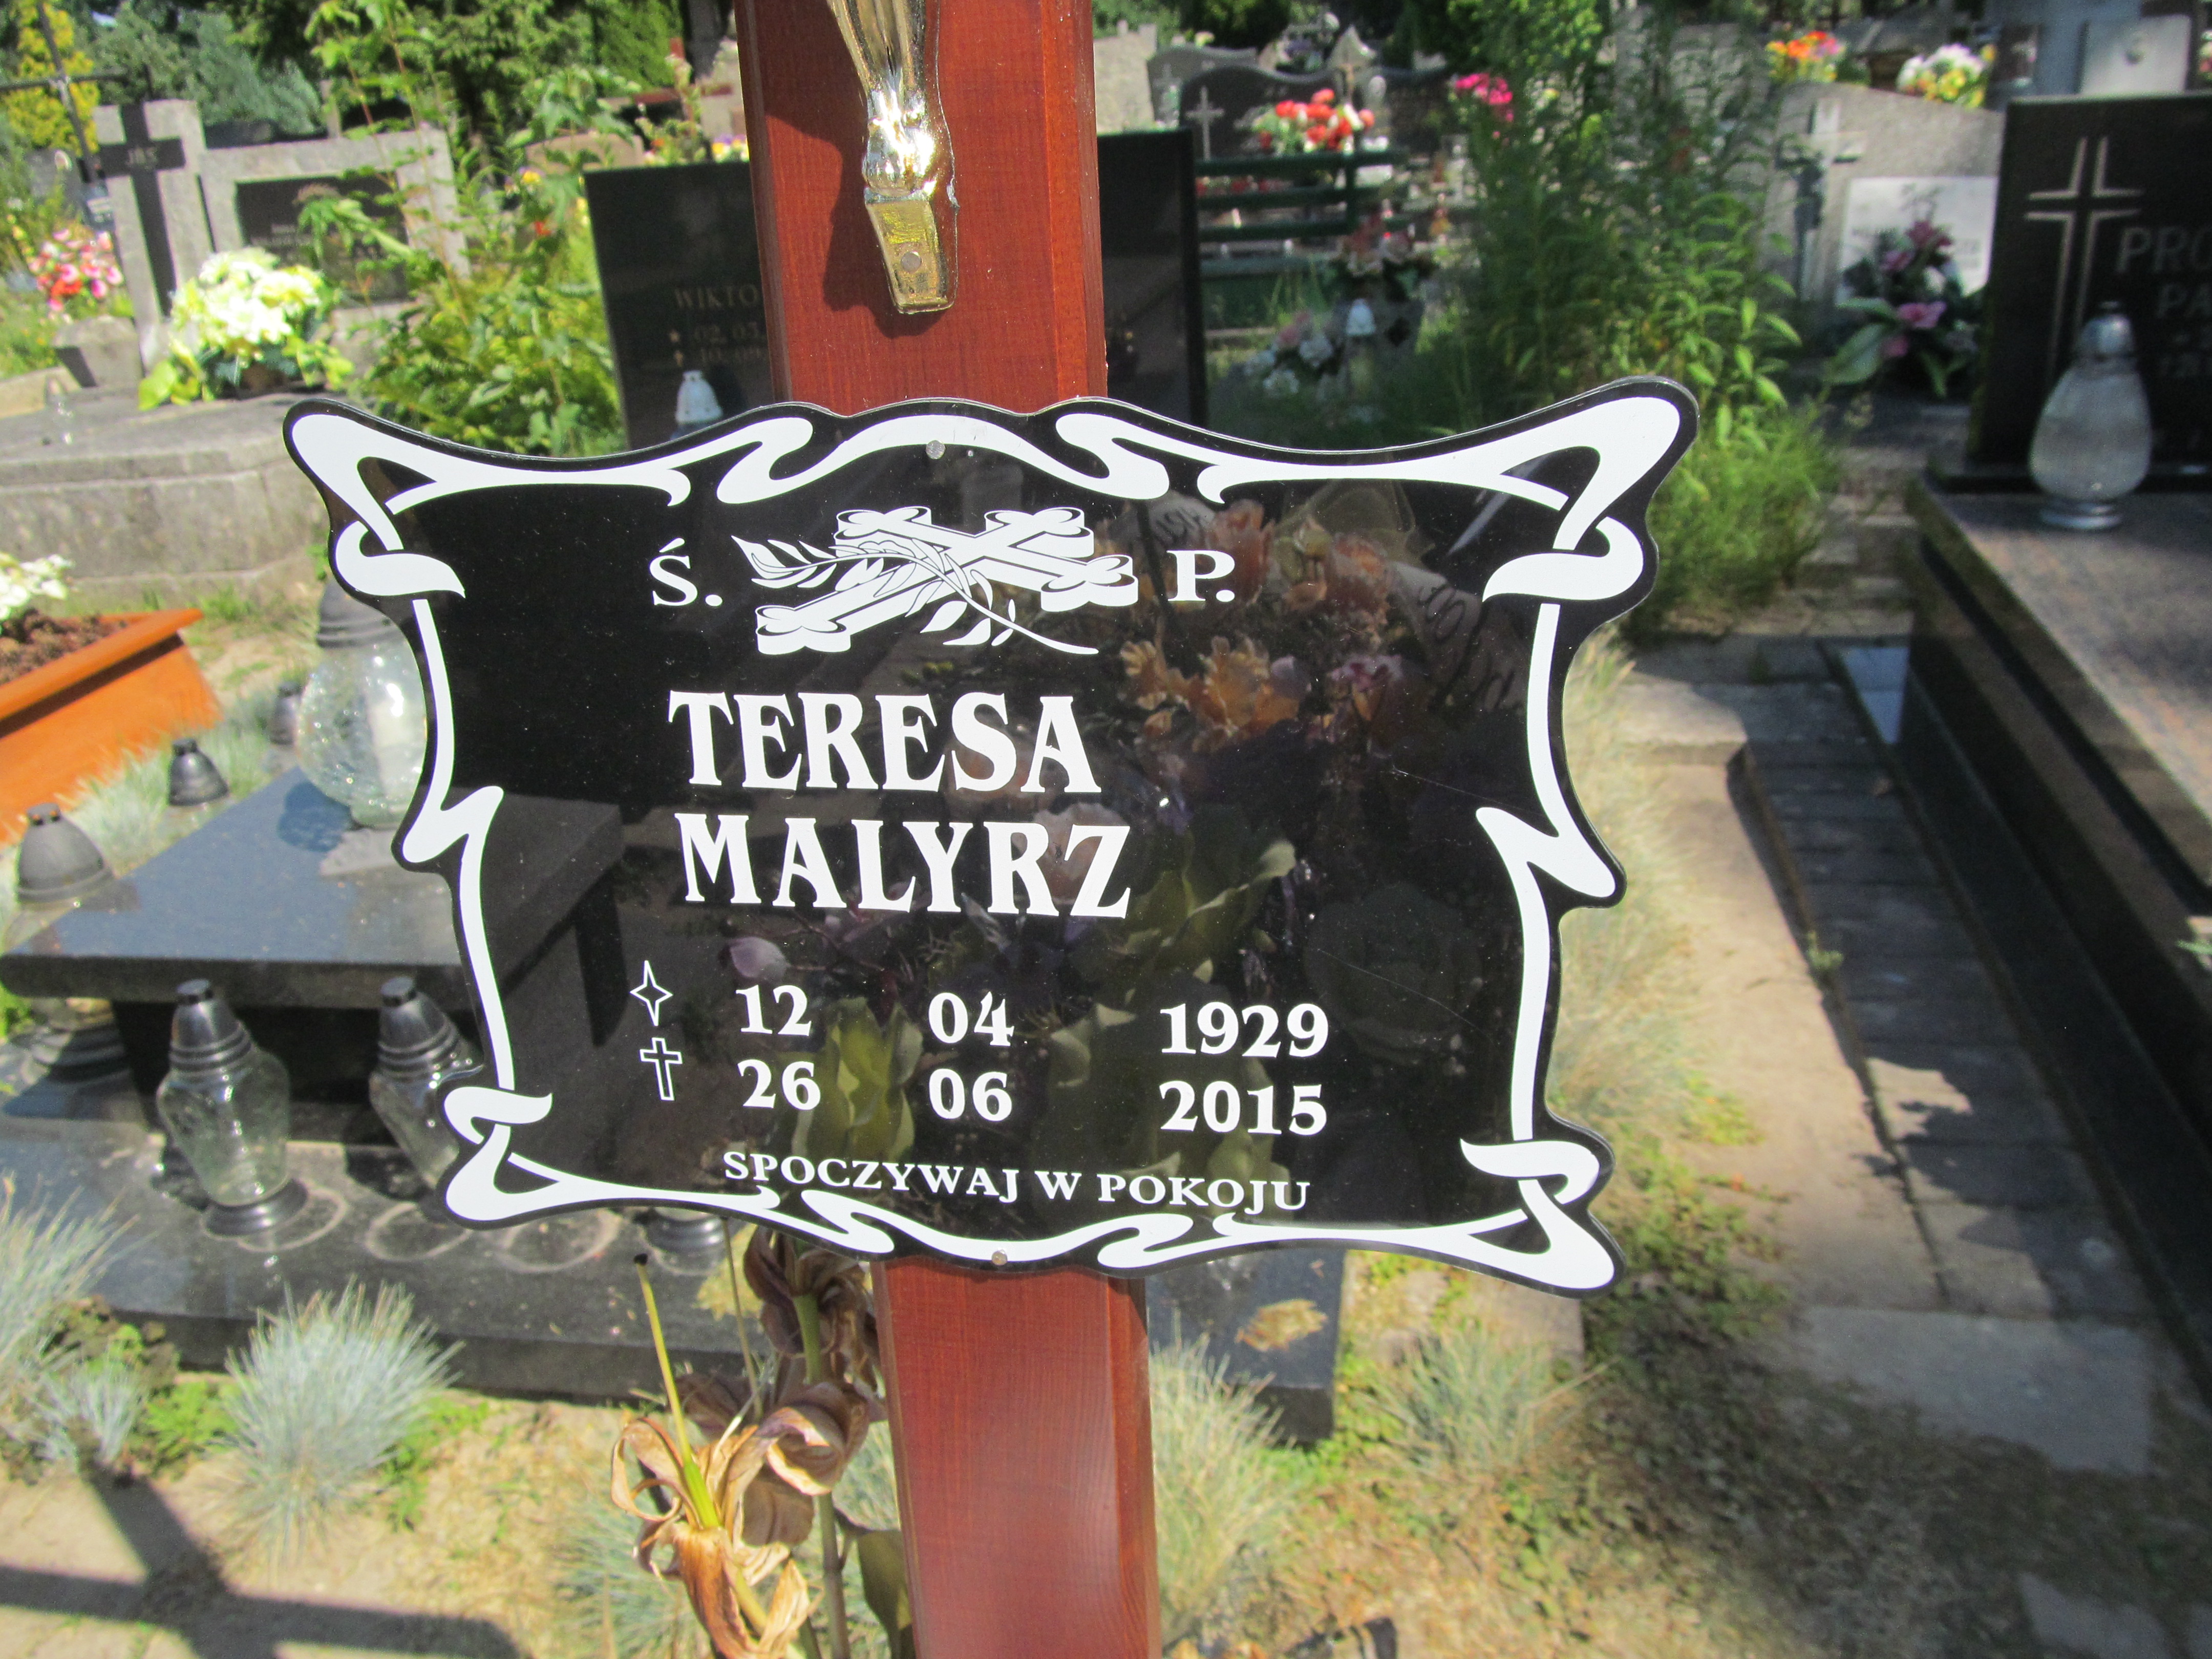 Ś. P.
TERESA
MALYRZ
12 04 1929
26 06 2015
SPOCZYWAJ W POKOJU